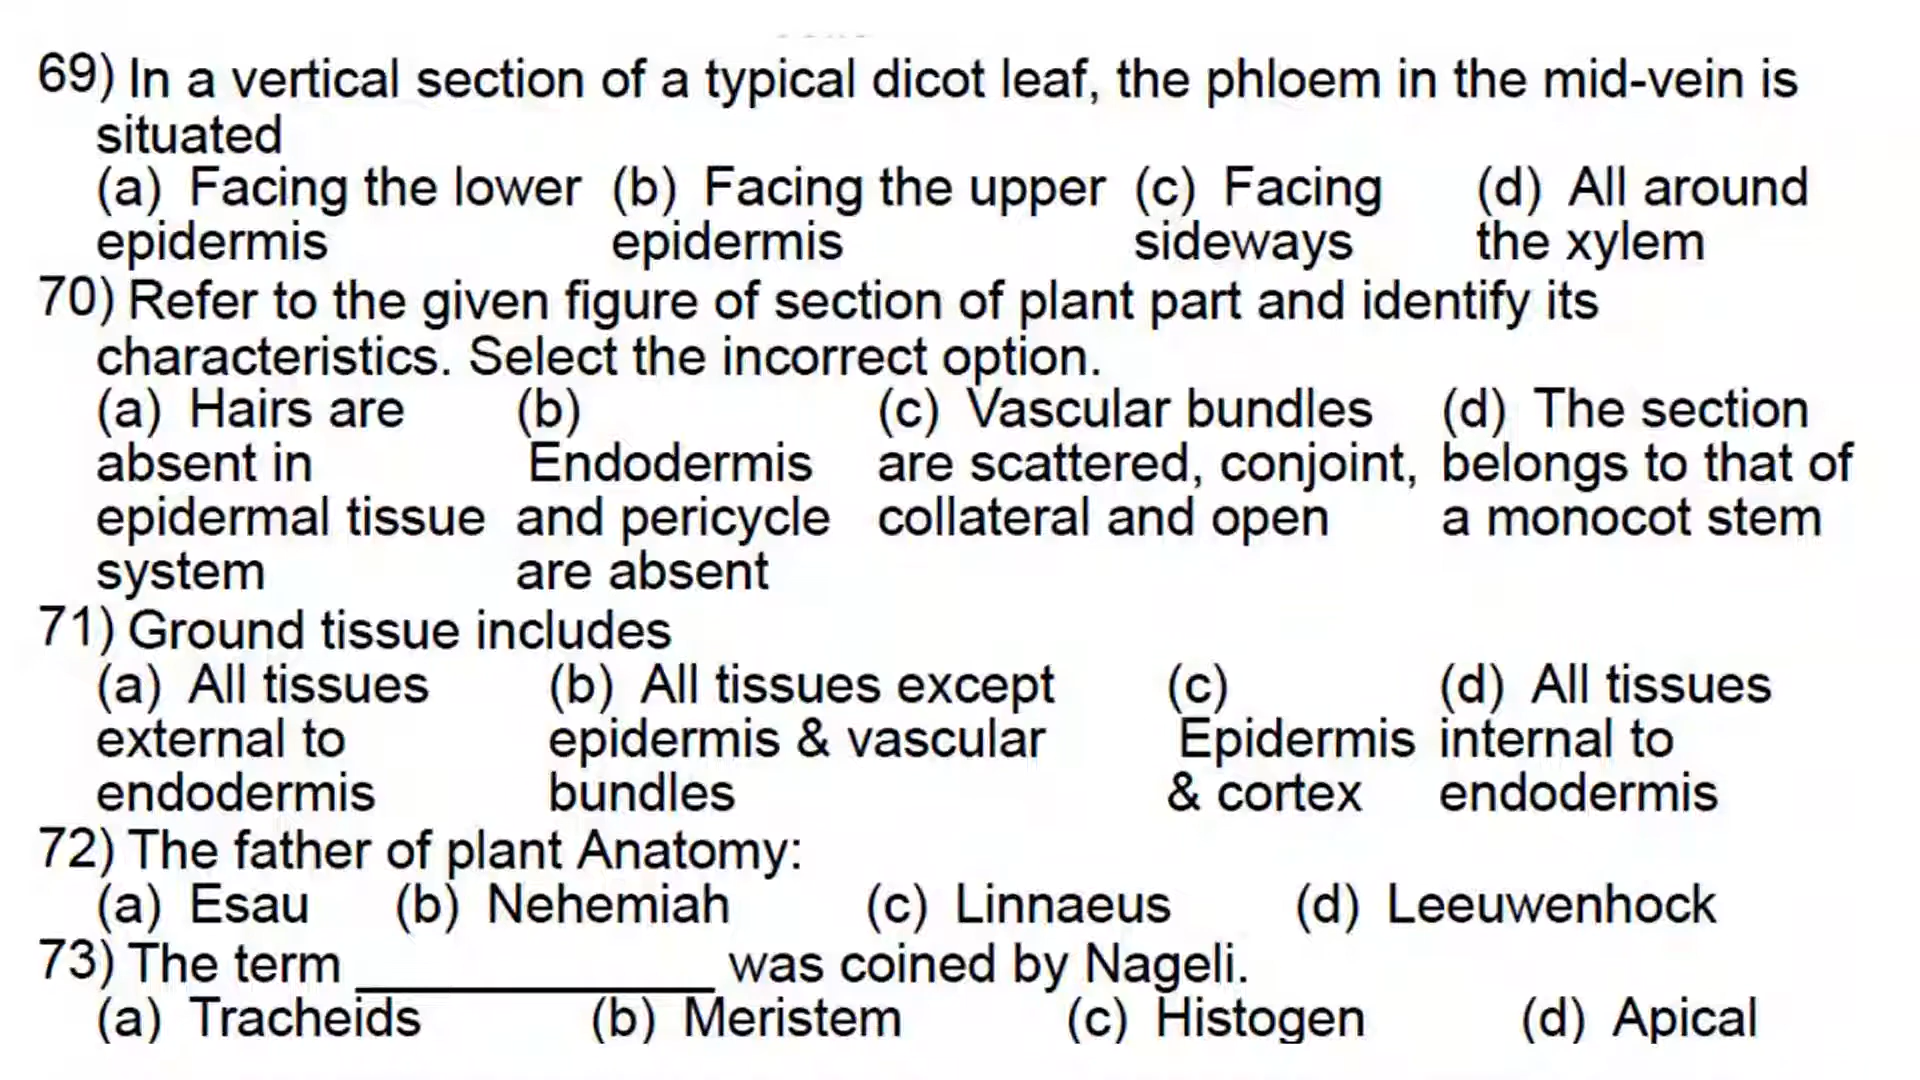 69) In a vertical section of a typical dicot leaf, the phloem in the mid-vein is
situated
(a) Facing the lower (b) Facing the upper (c) Facing (d) All around
epidermis epidermis sideways the xylem
70) Refer to the given figure of section of plant part and identify its
characteristics. Select the incorrect option.
(a) Hairs are (b) (c) Vascular bundles (d) The section
absent in Endodermis are scattered, conjoint, belongs to that of
epidermal tissue and pericycle collateral and open a monocot stem
system are absent
71) Ground tissue includes
(a) All tissues (b) All tissues except (c) (d) All tissues
external to epidermis & vascular Epidermis internal to
endodermis bundles & cortex endodermis
72) The father of plant Anatomy:
(a) Esau (b) Nehemiah (c) Linnaeus (d) Leeuwenhock
73) The term ______________ was coined by Nageli.
(a) Tracheids (b) Meristem (c) Histogen (d) Apical